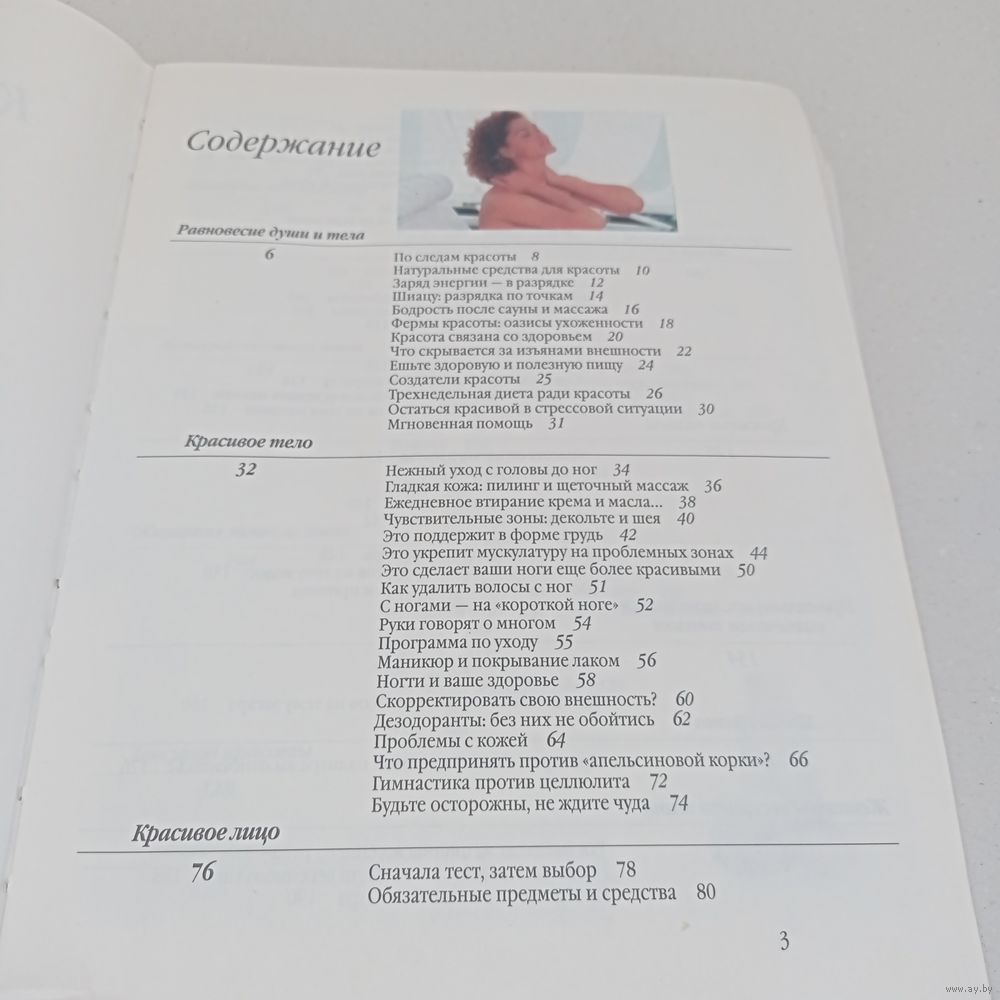 Содержание
Равновесие души и тела
6
По следам красоты 8
Натуральные средства для красоты 10
Заряд энергии — в разрядке 12
Шиацу: разрядка по точкам 14
Бодрость после сауны и массажа 16
Фермы красоты: оазисы ухоженности 18
Красота связана со здоровьем 20
Что скрывается за изъянами внешности 22
Ешьте здоровую и полезную пищу 24
Создатели красоты 25
Трехнедельная диета ради красоты 26
Остаться красивой в стрессовой ситуации 30
Мгновенная помощь 31
Красивое тело
32
Нежный уход с головы до ног 34
Гладкая кожа: пилинг и щеточный массаж 36
Ежедневное втирание крема и масла... 38
Чувствительные зоны: декольте и шея 40
Это поддержит в форме грудь 42
Это укрепит мускулатуру на проблемных зонах 44
Это сделает ваши ноги еще более красивыми 50
Как удалить волосы с ног 51
С ногами — на «короткой ноге» 52
Руки говорят о многом 54
Программа по уходу 55
Маникюр и покрывание лаком 56
Ногти и ваше здоровье 58
Скорректировать свою внешность? 60
Дезодоранты: без них не обойтись 62
Проблемы с кожей 64
Что предпринять против «апельсиновой корки»? 66
Гимнастика против целлюлита 72
Будьте осторожны, не ждите чуда 74
Красивое лицо
76
Сначала тест, затем выбор 78
Обязательные предметы и средства 80
3
www.ay.by